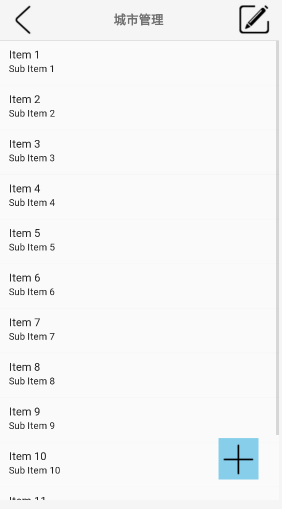 城市管理
Item 1
Sub Item 1
Item 2
Sub Item 2
Item 3
Sub Item 3
Item 4
Sub Item 4
Item 5
Sub Item 5
Item 6
Sub Item 6
Item 7
Sub Item 7
Item 8
Sub Item 8
Item 9
Sub Item 9
Item 10
Sub Item 10
Item 11